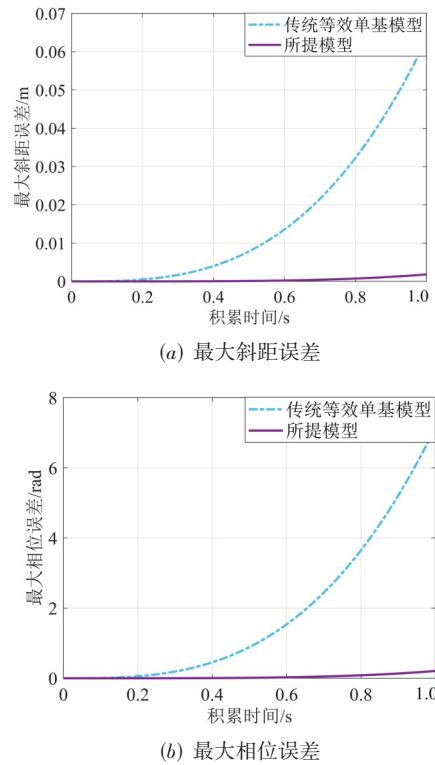 0.07
0.06
0.05
0.04
0.03
0.02
0.01
0
最大斜距误差/m
传统等效单基模型
所提模型
0 0.2 0.4 0.6 0.8 1.0
积累时间/s
(a) 最大斜距误差
8
6
4
2
0
最大相位误差/rad
传统等效单基模型
所提模型
0 0.2 0.4 0.6 0.8 1.0
积累时间/s
(b) 最大相位误差